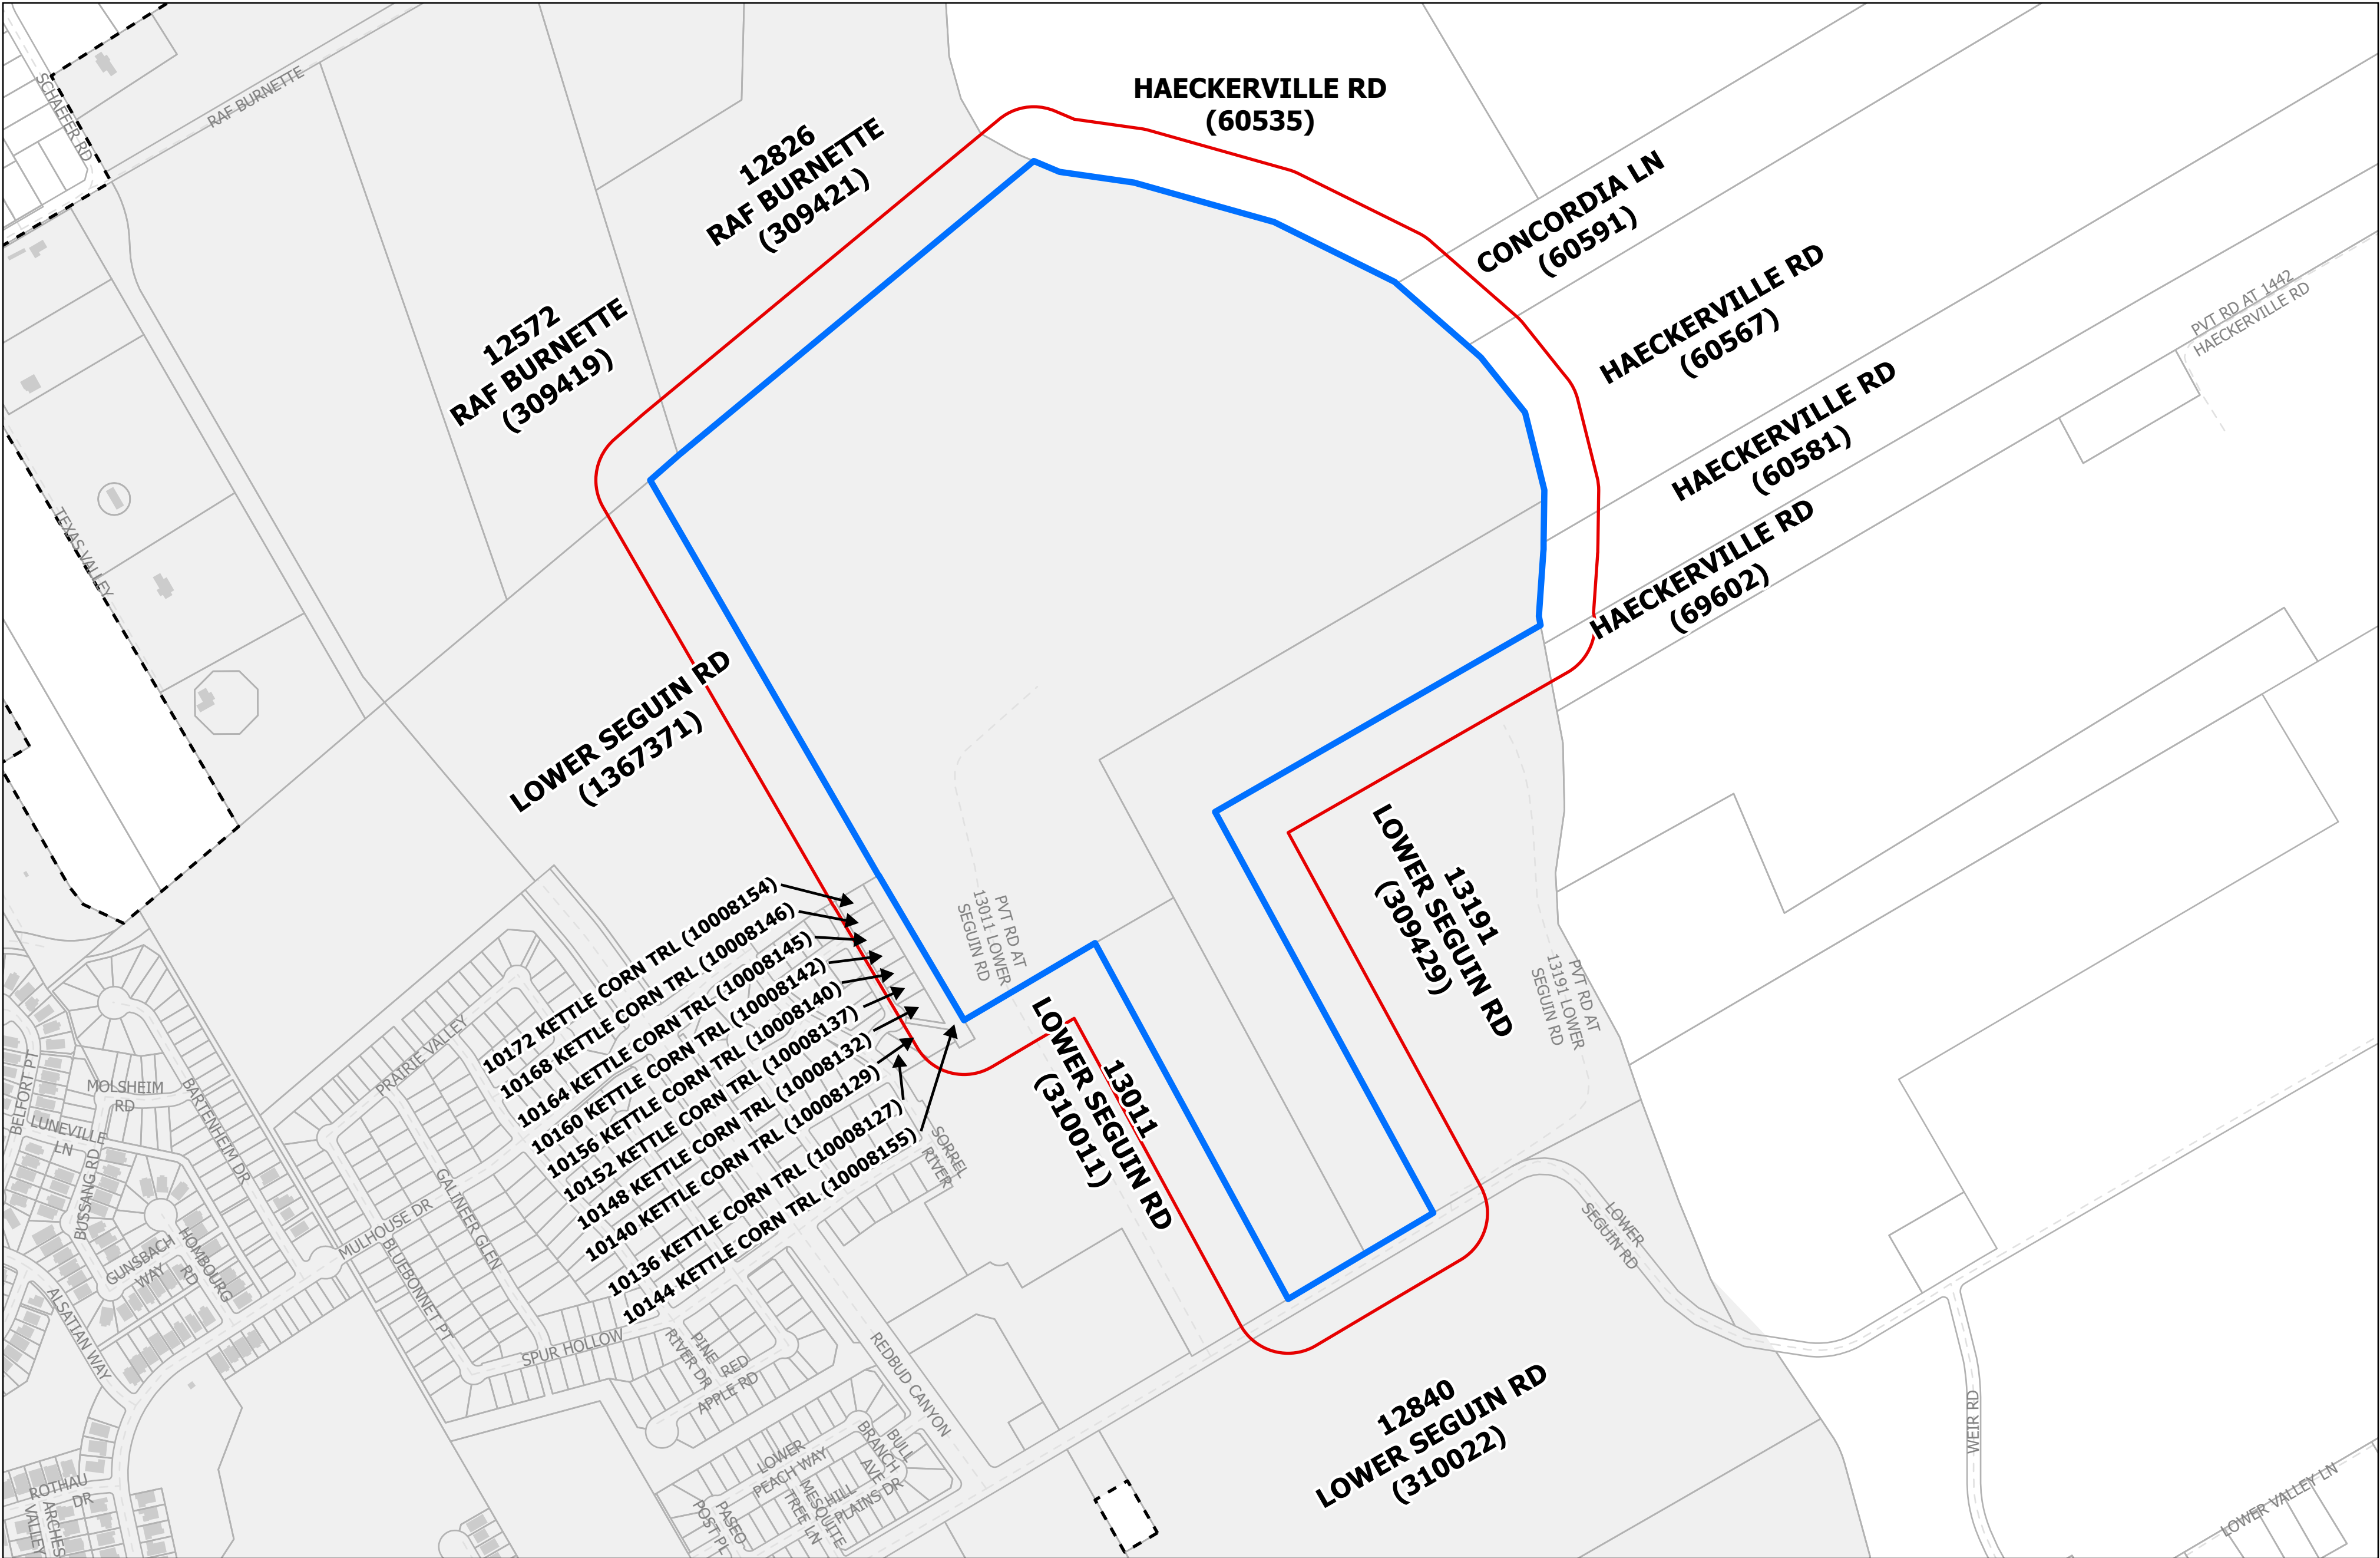 HAECKERVILLE RD
(60535)
12826
RAF BURNETTE
(309421)
CONCORDIA LN
(60591)
12572
RAF BURNETTE
(309419)
HAECKERVILLE RD
(60567)
HAECKERVILLE RD
(60581)
HAECKERVILLE RD
(69602)
LOWER SEGUIN RD
(1367371)
13191
LOWER SEGUIN RD
(309429)
13011
LOWER SEGUIN RD
(310011)
12840
LOWER SEGUIN RD
(310022)
10172 KETTLE CORN TRL (10008154)
10168 KETTLE CORN TRL (10008146)
10164 KETTLE CORN TRL (10008145)
10160 KETTLE CORN TRL (10008142)
10156 KETTLE CORN TRL (10008140)
10152 KETTLE CORN TRL (10008137)
10148 KETTLE CORN TRL (10008132)
10140 KETTLE CORN TRL (10008129)
10136 KETTLE CORN TRL (10008127)
10144 KETTLE CORN TRL (10008155)
SCHAEFER RD
RAF BURNETTE
TEXAS VALLEY
PVT RD AT 1442
HAECKERVILLE RD
PVT RD AT
13011 LOWER
SEGUIN RD
PVT RD AT
13191 LOWER
SEGUIN RD
LOWER
SEGUIN RD
WEIR RD
LOWER VALLEY LN
SORREL
RIVER
PRAIRIE VALLEY
BELFORT PT
MOLSHEIM
RD
LUNEVILLE
LN
BARTENHEIM DR
BUSSANG RD
GUNSBACH
WAY
HOMBOURG
RD
MULHOUSE DR
GALINEER GLEN
BLUEBONNET PT
ALSATIAN WAY
SPUR HOLLOW
PINE
RIVER DR
RED
APPLE RD
REDBUD CANYON
LOWER
PEACH WAY
BULL
BRANCH
AVE
HILL
PLAINS DR
MESQUITE
TREE LN
PASEO
POST PL
ROTHAU
DR
ARCHES
VALLEY